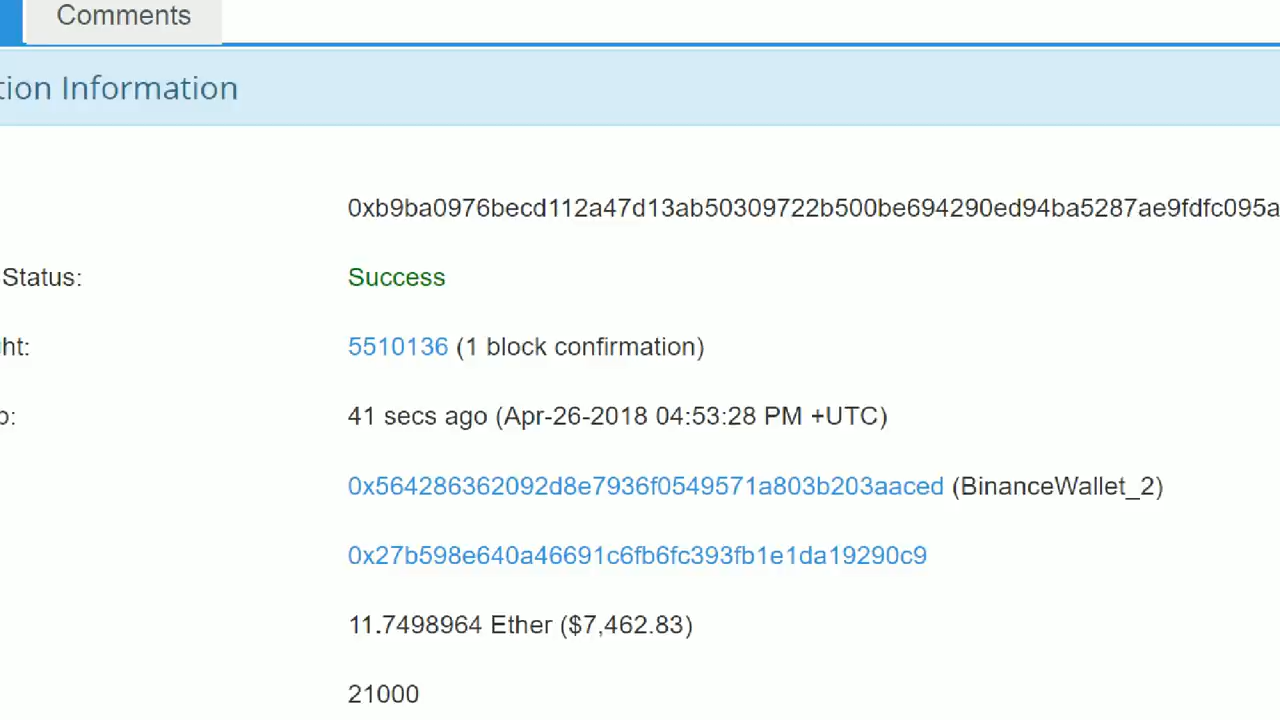 Comments
tion Information
0xb9ba0976becd112a47d13ab50309722b500be694290ed94ba5287ae9fdfc095a
Status: Success
ht: 5510136 (1 block confirmation)
p: 41 secs ago (Apr-26-2018 04:53:28 PM +UTC)
0x564286362092d8e7936f0549571a803b203aaced (BinanceWallet_2)
0x27b598e640a46691c6fb6fc393fb1e1da19290c9
11.7498964 Ether ($7,462.83)
21000